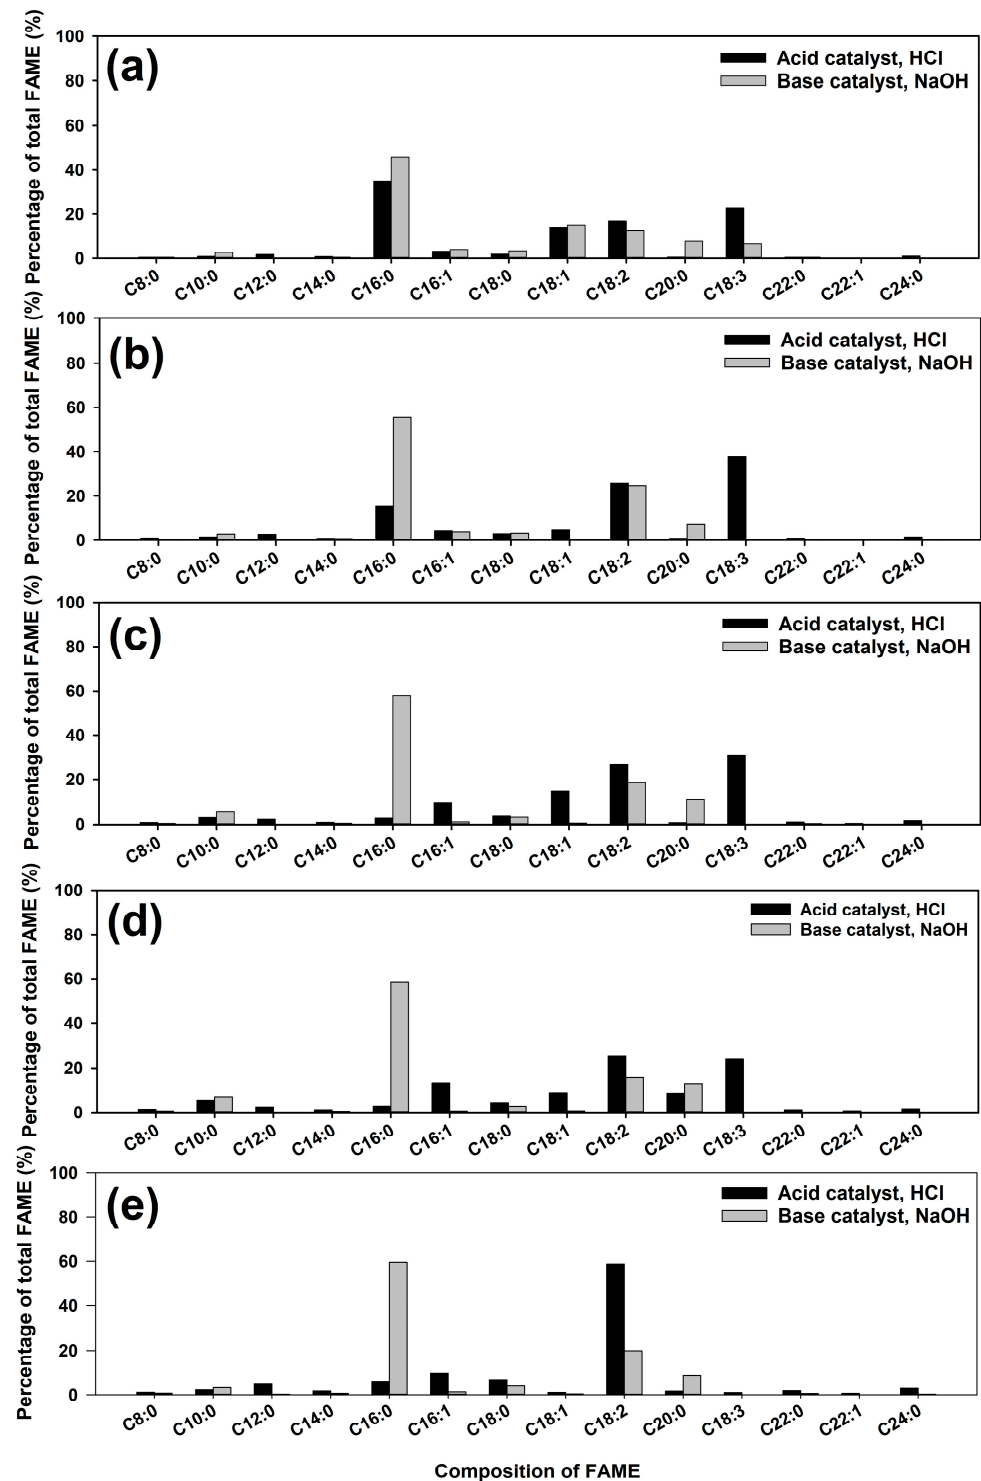 Percentage of total FAME (%)
100
80
60
40
20
0
(a)
Acid catalyst, HCl
Base catalyst, NaOH
C8:0 C10:0 C12:0 C14:0 C16:0 C16:1 C18:0 C18:1 C18:2 C20:0 C18:3 C22:0 C22:1 C24:0
Percentage of total FAME (%)
100
80
60
40
20
0
(b)
Acid catalyst, HCl
Base catalyst, NaOH
C8:0 C10:0 C12:0 C14:0 C16:0 C16:1 C18:0 C18:1 C18:2 C20:0 C18:3 C22:0 C22:1 C24:0
Percentage of total FAME (%)
100
80
60
40
20
0
(c)
Acid catalyst, HCl
Base catalyst, NaOH
C8:0 C10:0 C12:0 C14:0 C16:0 C16:1 C18:0 C18:1 C18:2 C20:0 C18:3 C22:0 C22:1 C24:0
Percentage of total FAME (%)
100
80
60
40
20
0
(d)
Acid catalyst, HCl
Base catalyst, NaOH
C8:0 C10:0 C12:0 C14:0 C16:0 C16:1 C18:0 C18:1 C18:2 C20:0 C18:3 C22:0 C22:1 C24:0
Percentage of total FAME (%)
100
80
60
40
20
0
(e)
Acid catalyst, HCl
Base catalyst, NaOH
C8:0 C10:0 C12:0 C14:0 C16:0 C16:1 C18:0 C18:1 C18:2 C20:0 C18:3 C22:0 C22:1 C24:0
Composition of FAME